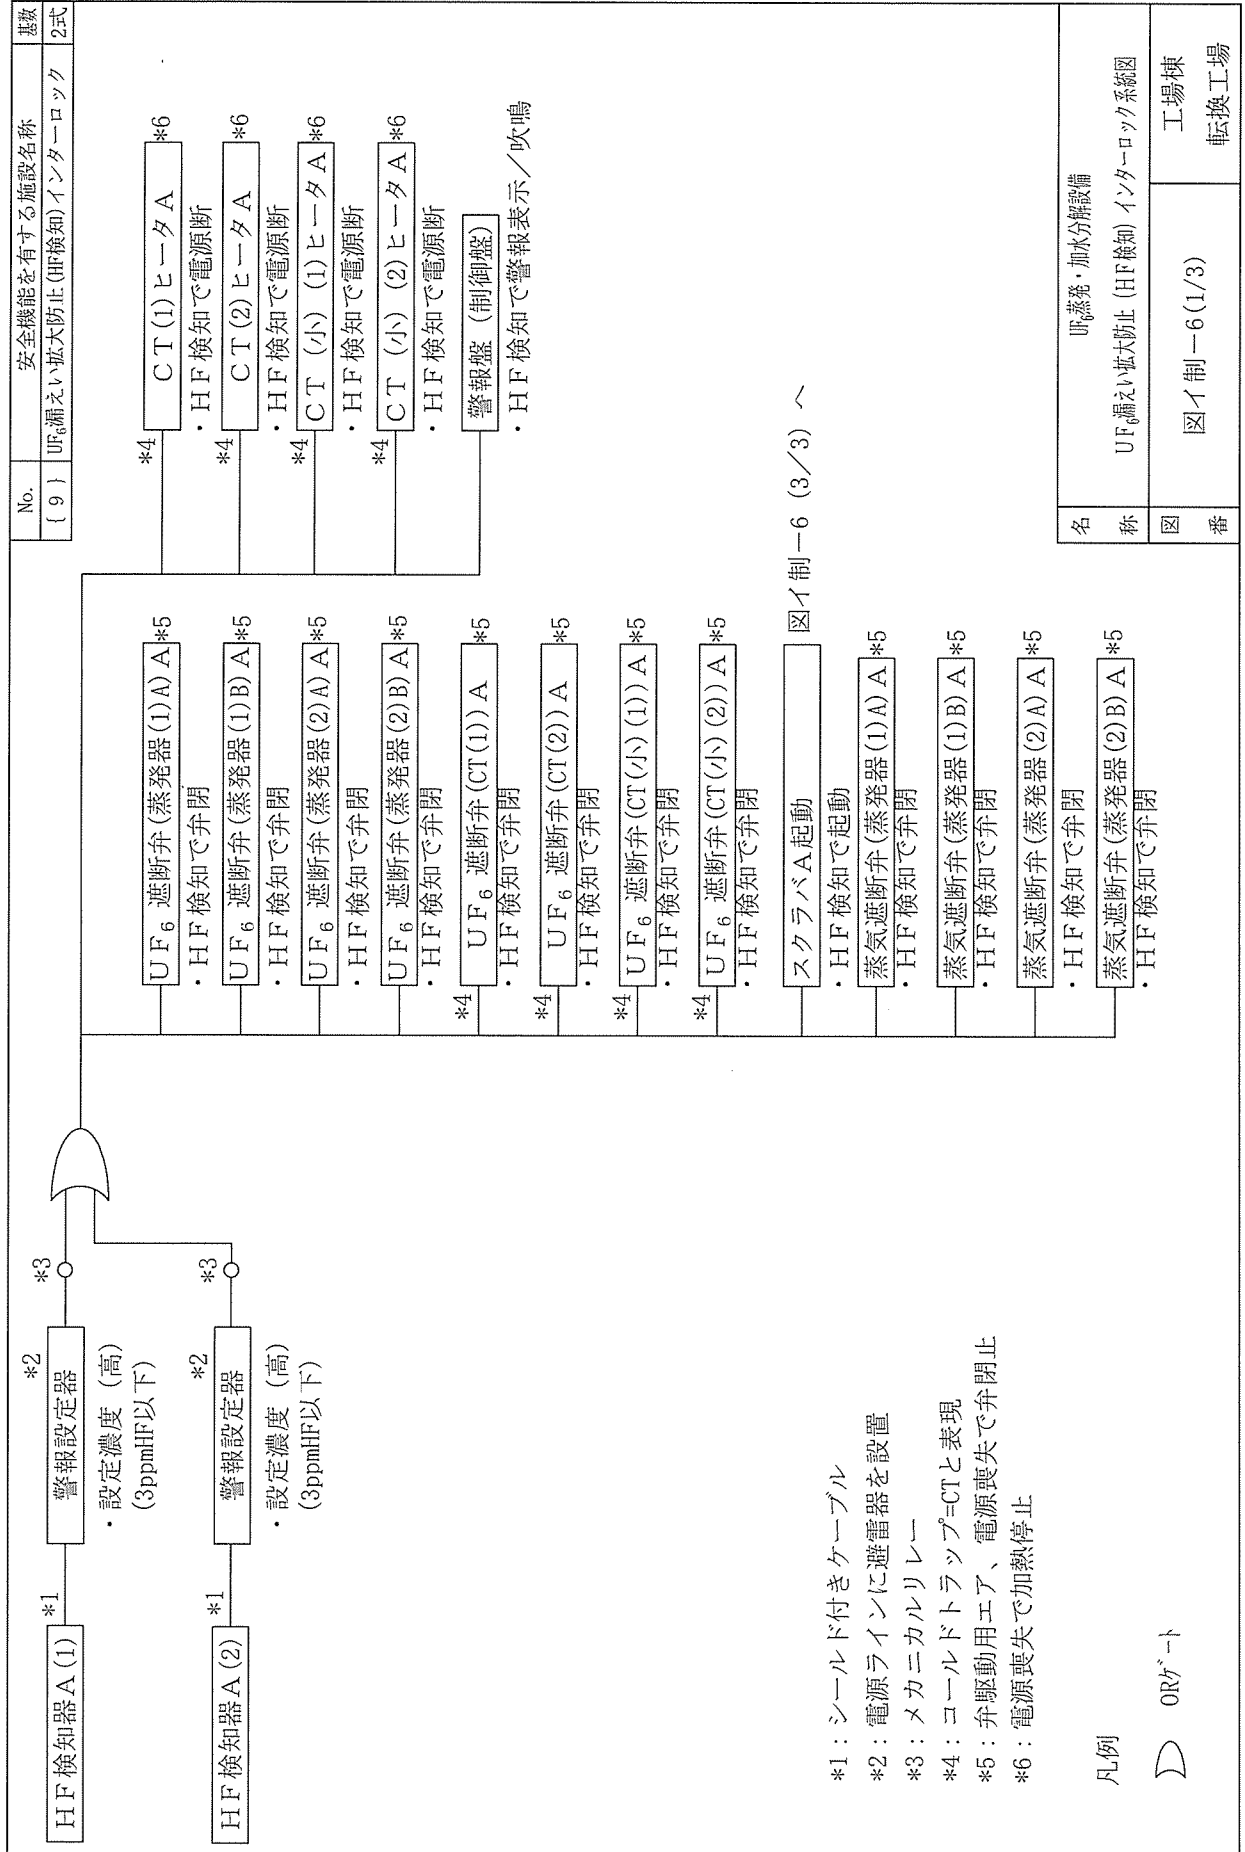 No. 安全機能を有する施設名称 基数
{ 9 } UF₆漏えい拡大防止(HF検知)インターロック 2式
HF検知器A(1)
*1
警報設定器
*2
・設定濃度（高）
(3ppmHF以下)
*3
HF検知器A(2)
*1
警報設定器
*2
・設定濃度（高）
(3ppmHF以下)
*3
UF₆ 遮断弁(蒸発器(1)A)A *5
・HF検知で弁閉
UF₆ 遮断弁(蒸発器(1)B)A *5
・HF検知で弁閉
UF₆ 遮断弁(蒸発器(2)A)A *5
・HF検知で弁閉
UF₆ 遮断弁(蒸発器(2)B)A *5
・HF検知で弁閉
*4 UF₆ 遮断弁(CT(1))A *5
・HF検知で弁閉
*4 UF₆ 遮断弁(CT(2))A *5
・HF検知で弁閉
*4 UF₆ 遮断弁(CT(小)(1))A *5
・HF検知で弁閉
*4 UF₆ 遮断弁(CT(小)(2))A *5
・HF検知で弁閉
スクラバA起動 図イ制－6（3／3）へ
・HF検知で起動
蒸気遮断弁(蒸発器(1)A)A *5
・HF検知で弁閉
蒸気遮断弁(蒸発器(1)B)A *5
・HF検知で弁閉
蒸気遮断弁(蒸発器(2)A)A *5
・HF検知で弁閉
蒸気遮断弁(蒸発器(2)B)A *5
・HF検知で弁閉
*4 CT(1)ヒータA *6
・HF検知で電源断
*4 CT(2)ヒータA *6
・HF検知で電源断
*4 CT（小）(1)ヒータA *6
・HF検知で電源断
*4 CT（小）(2)ヒータA *6
・HF検知で電源断
警報盤（制御盤）
・HF検知で警報表示／吹鳴
*1：シールド付きケーブル
*2：電源ラインに避雷器を設置
*3：メカニカルリレー
*4：コールドトラップ=CTと表現
*5：弁駆動用エア、電源喪失で弁閉止
*6：電源喪失で加熱停止
凡例
ORゲート
名称
UF₆蒸発・加水分解設備
UF₆漏えい拡大防止(HF検知)インターロック系統図
図番
図イ制－6(1/3)
工場棟
転換工場